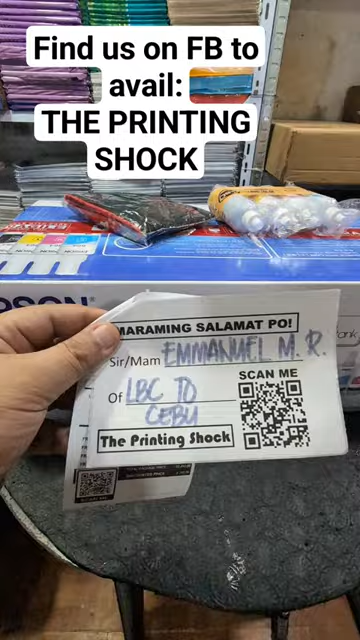 Find us on FB to
avail:
THE PRINTING
SHOCK
EPSON
MARAMING SALAMAT PO!
Sir/Mam EMMANUEL M. R.
Of LBC TO
CEBU
SCAN ME
The Printing Shock